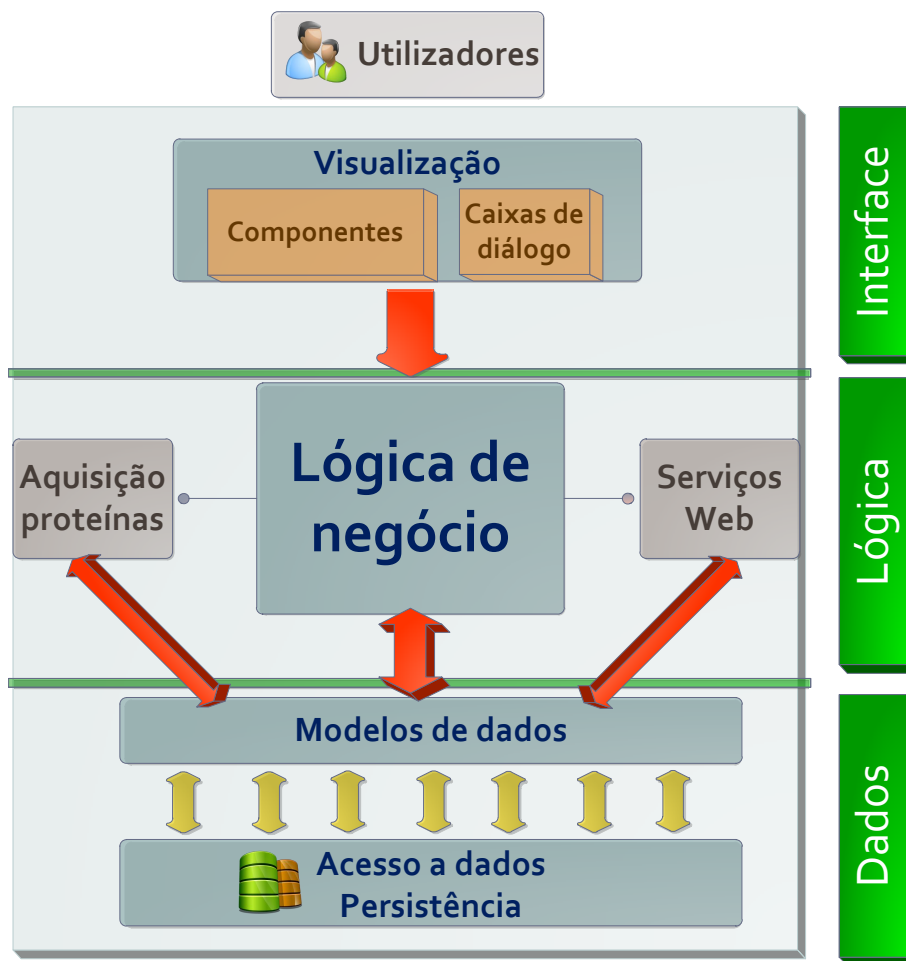 Utilizadores
Visualização
Componentes
Caixas de
diálogo
Interface
Lógica de
negócio
Aquisição
proteínas
Serviços
Web
Lógica
Modelos de dados
Acesso a dados
Persistência
Dados